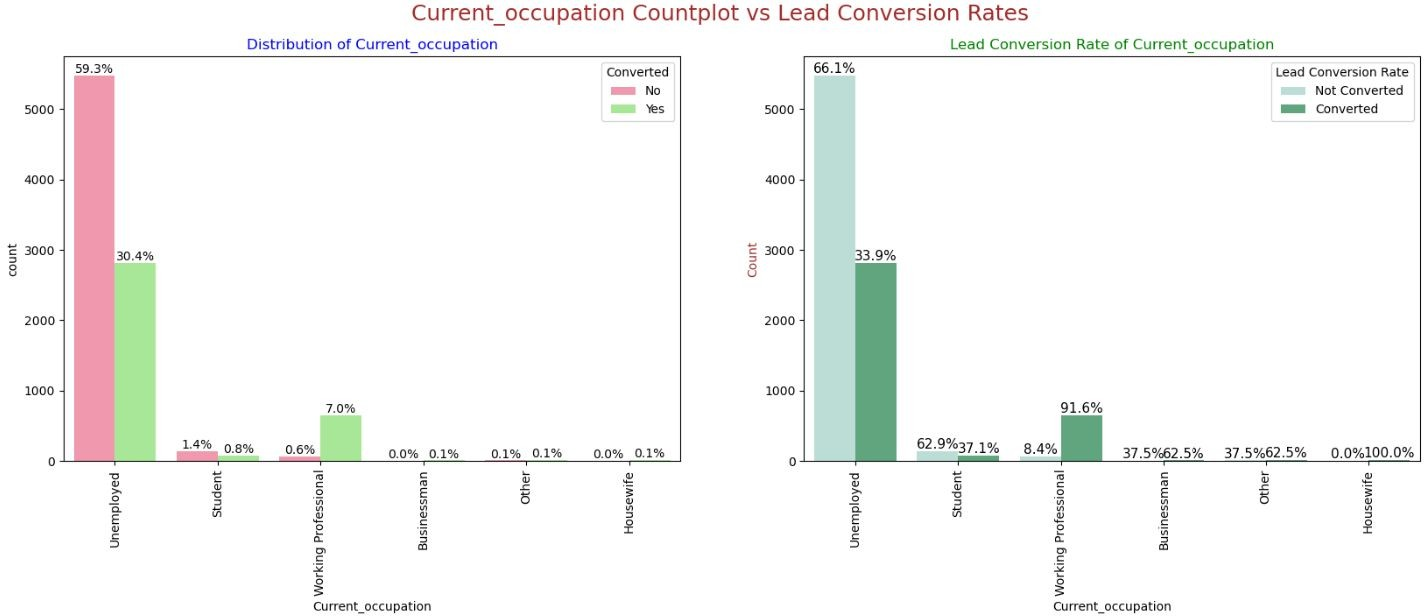 Current_occupation Countplot vs Lead Conversion Rates
Distribution of Current_occupation
count
5000
4000
3000
2000
1000
0
59.3%
30.4%
1.4%
0.8%
0.6%
7.0%
0.0%
0.1%
0.1%
0.1%
0.0%
0.1%
Converted
No
Yes
Unemployed
Student
Working Professional
Businessman
Other
Housewife
Current_occupation
Lead Conversion Rate of Current_occupation
Count
5000
4000
3000
2000
1000
0
66.1%
33.9%
62.9%
37.1%
8.4%
91.6%
37.5%
62.5%
37.5%
62.5%
0.0%
100.0%
Lead Conversion Rate
Not Converted
Converted
Unemployed
Student
Working Professional
Businessman
Other
Housewife
Current_occupation